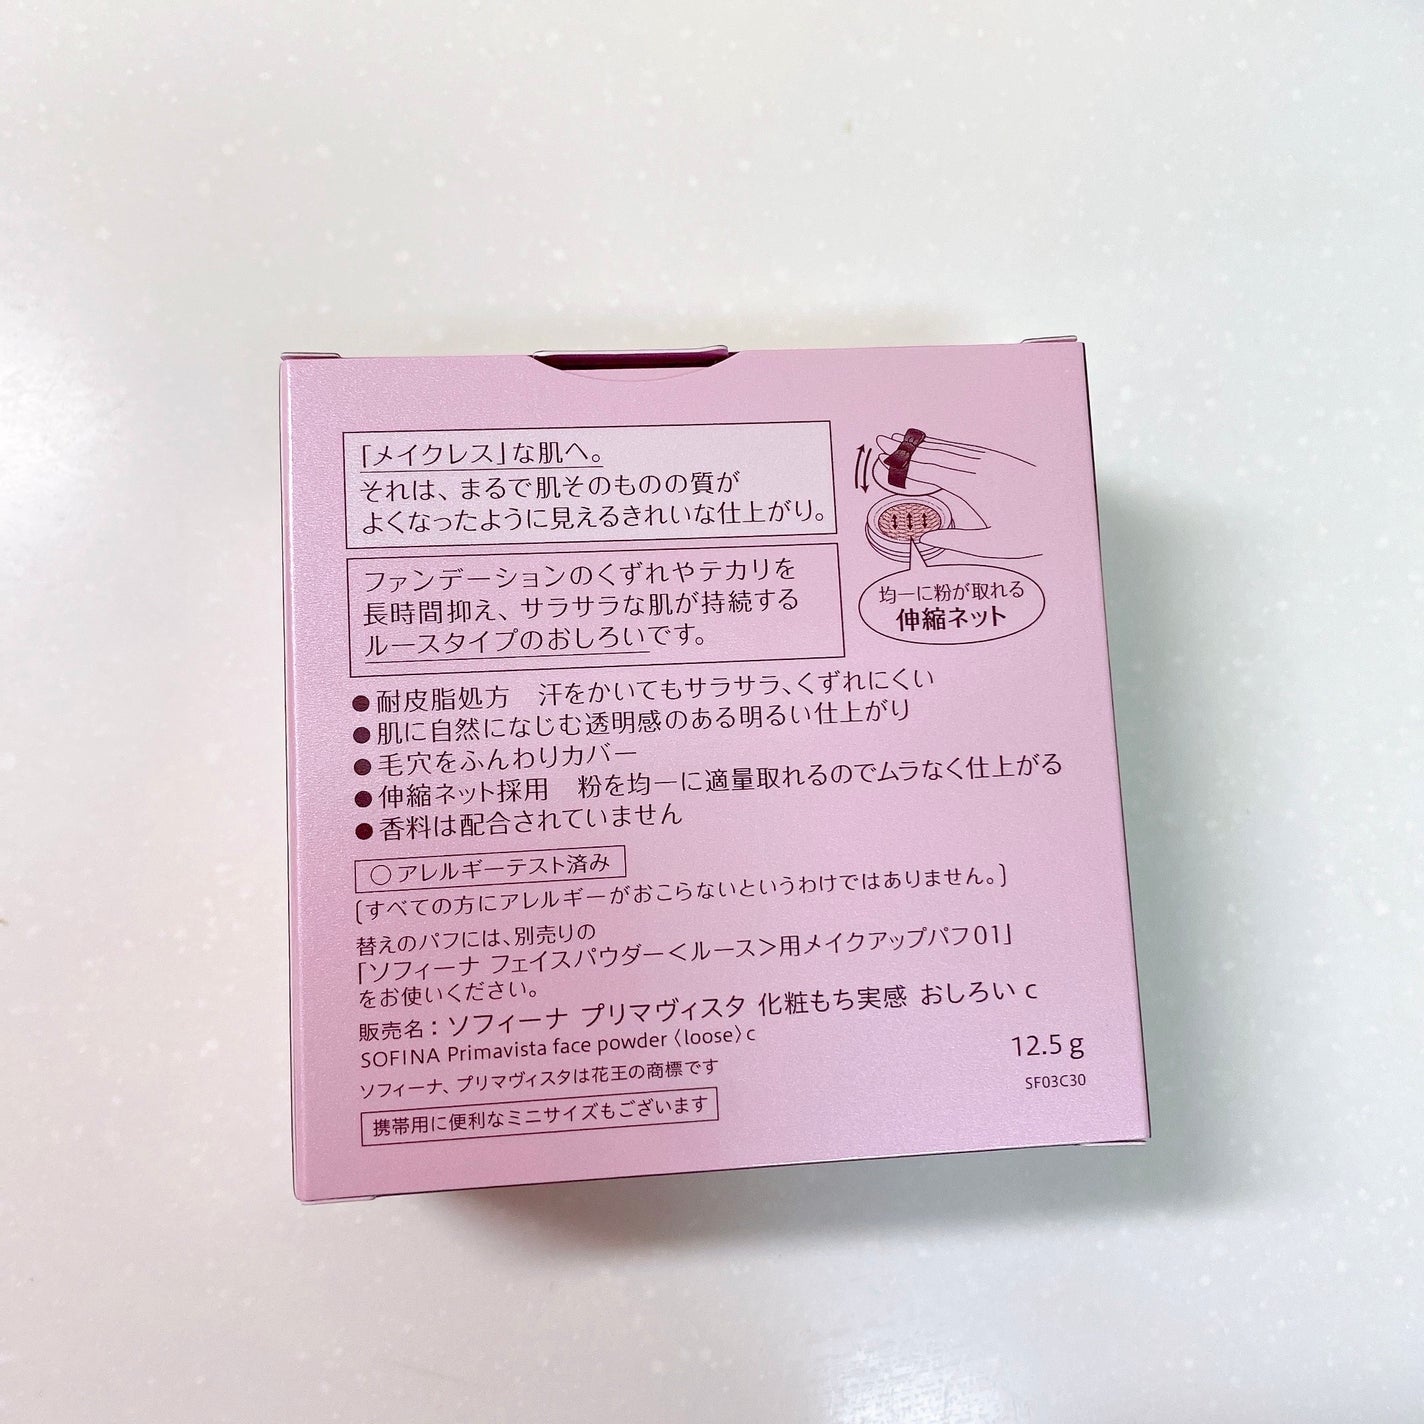 「メイクレス」な肌へ。
それは、まるで肌そのものの質が
よくなったように見えるきれいな仕上がり。
ファンデーションのくずれやテカリを
長時間抑え、サラサラな肌が持続する
ルースタイプのおしろいです。
均一に粉が取れる
伸縮ネット
●耐皮脂処方　汗をかいてもサラサラ、くずれにくい
●肌に自然になじむ透明感のある明るい仕上がり
●毛穴をふんわりカバー
●伸縮ネット採用　粉を均一に適量取れるのでムラなく仕上がる
●香料は配合されていません
○アレルギーテスト済み
(すべての方にアレルギーがおこらないというわけではありません。)
替えのパフには、別売りの
「ソフィーナ フェイスパウダー＜ルース＞用メイクアップパフ01」
をお使いください。
販売名：ソフィーナ プリマヴィスタ 化粧もち実感 おしろい c
SOFINA Primavista face powder〈loose〉c
12.5 g
ソフィーナ、プリマヴィスタは花王の商標です
SF03C30
携帯用に便利なミニサイズもございます